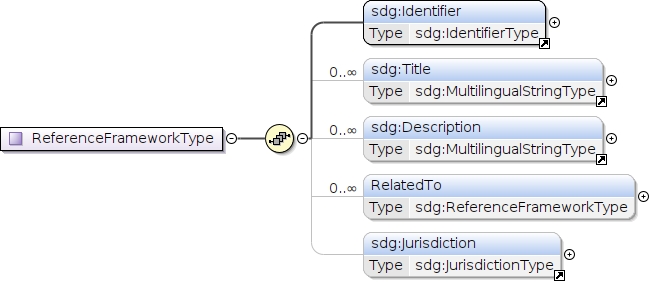 sdg:Identifier
Type sdg:IdentifierType
0..∞ sdg:Title
Type sdg:MultilingualStringType
0..∞ sdg:Description
Type sdg:MultilingualStringType
ReferenceFrameworkType
0..∞ RelatedTo
Type sdg:ReferenceFrameworkType
sdg:Jurisdiction
Type sdg:JurisdictionType